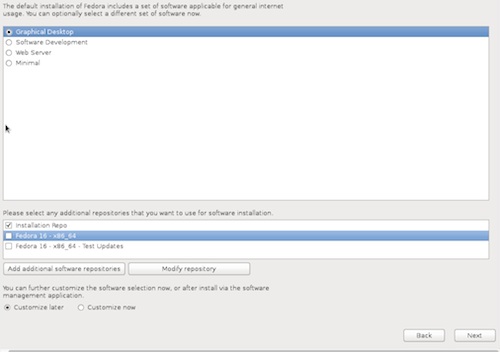 The default installation of Fedora includes a set of software applicable for general internet
usage. You can optionally select a different set of software now.
Graphical Desktop
Software Development
Web Server
Minimal
Please select any additional repositories that you want to use for software installation.
Installation Repo
Fedora 16 - x86_64
Fedora 16 - x86_64 - Test Updates
Add additional software repositories
Modify repository
You can further customize the software selection now, or after install via the software
management application.
Customize later
Customize now
Back
Next